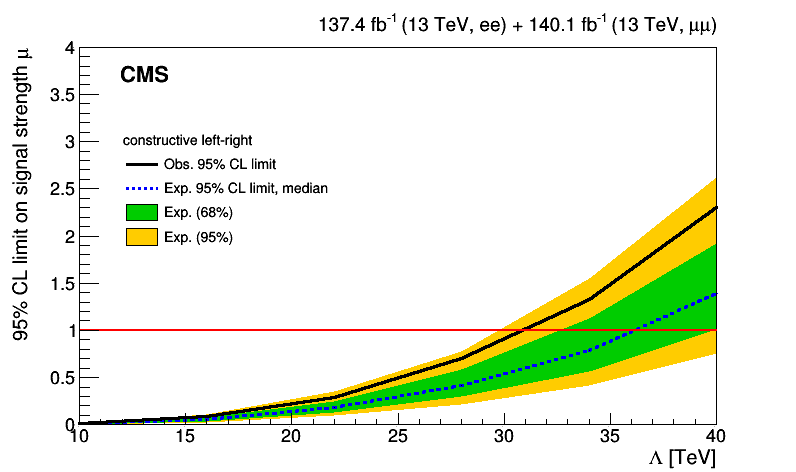 137.4 fb-1 (13 TeV, ee) + 140.1 fb-1 (13 TeV, μμ)
95% CL limit on signal strength μ
4
3.5
3
2.5
2
1.5
1
0.5
0
CMS
constructive left-right
Obs. 95% CL limit
Exp. 95% CL limit, median
Exp. (68%)
Exp. (95%)
10 15 20 25 30 35 40
Λ [TeV]